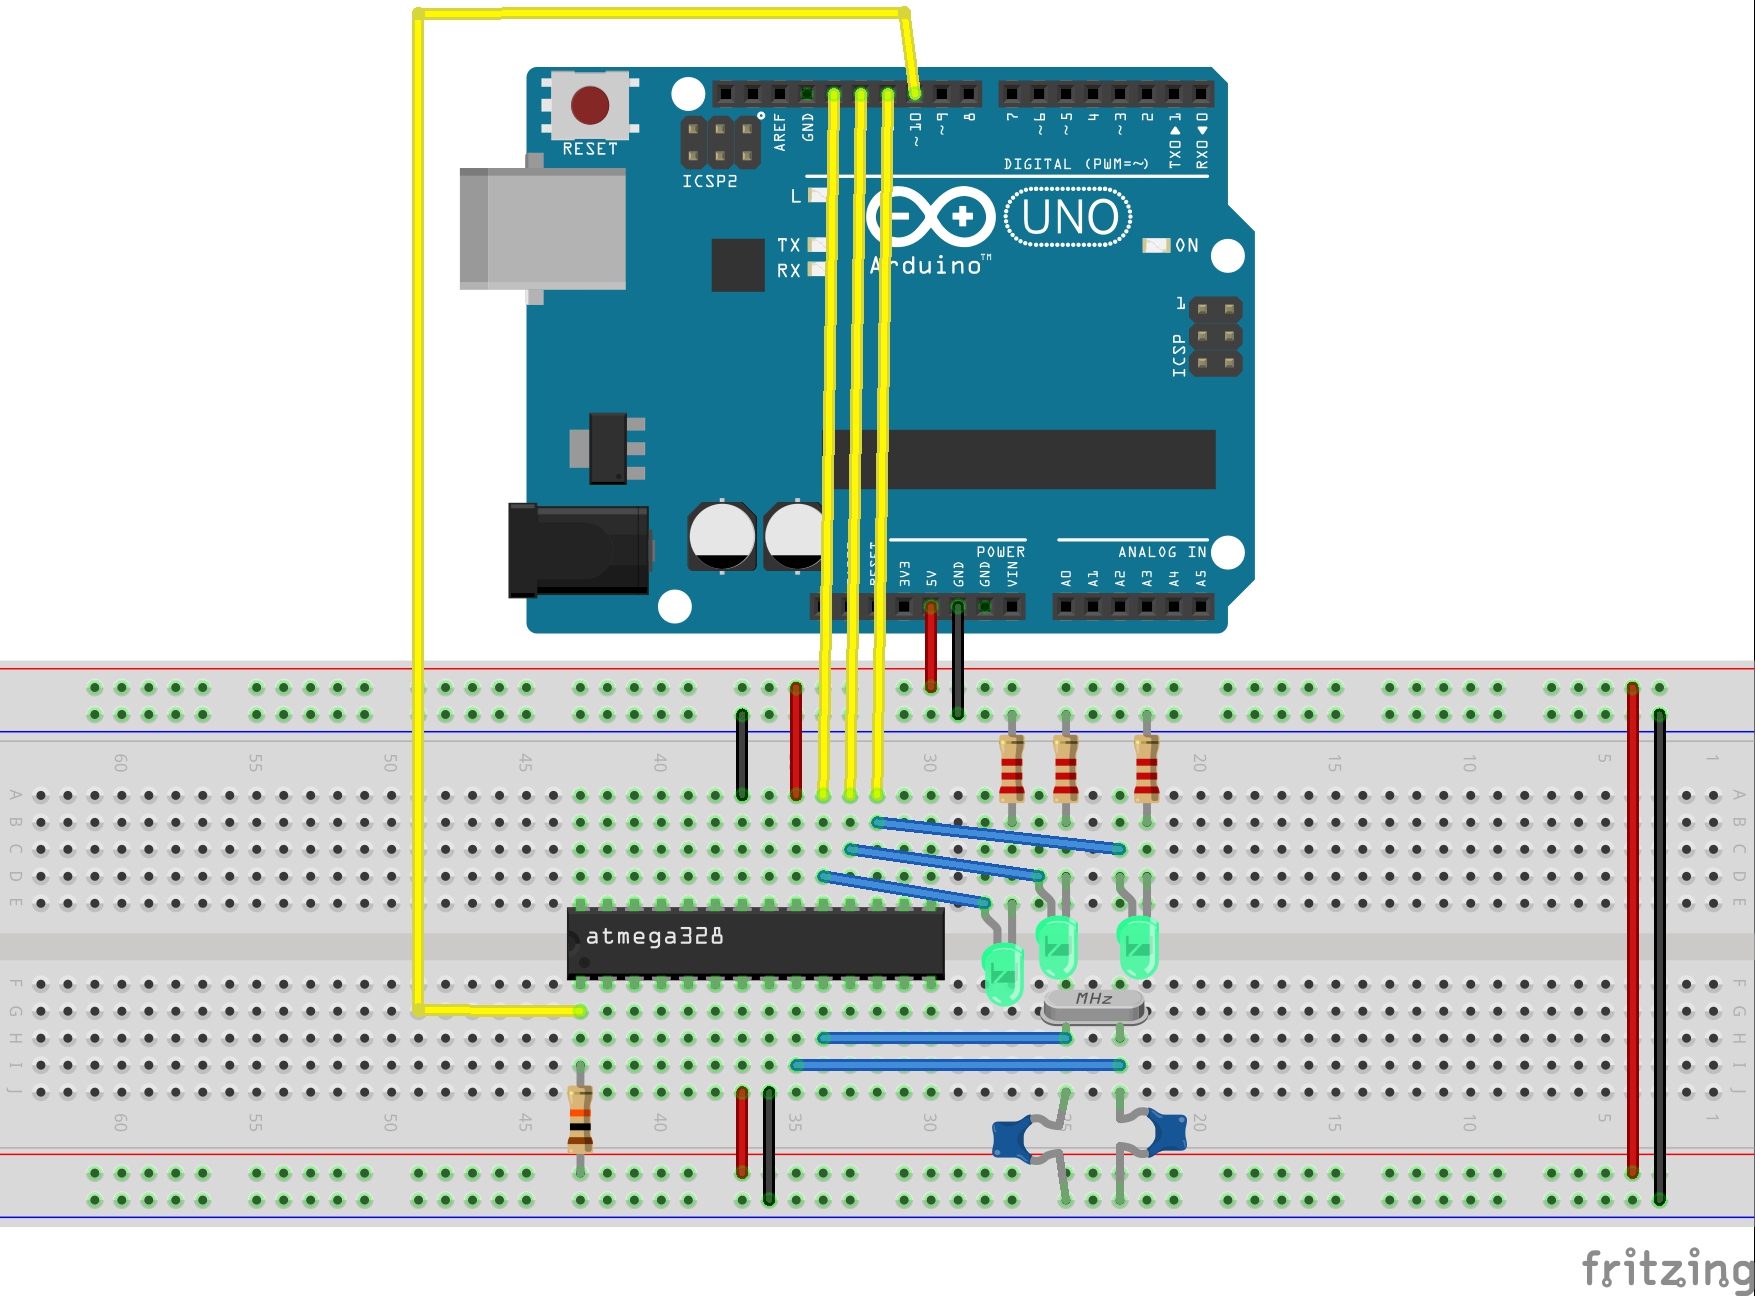 RESET
ICSP2
AREF
GND
~10
~9
8
7
~6
~5
4
~3
2
TX0▶1
RX0◀0
DIGITAL (PWM=~)
L
TX
RX
UNO
Arduino™
ON
1
ICSP
POWER
ANALOG IN
RESET
3V3
5V
GND
GND
VIN
A0
A1
A2
A3
A4
A5
60 55 50 45 40 30 20 15 10 5 1
A A
B B
C C
D D
E E
atmega328
F F
MHz
G G
H H
I I
J J
60 55 50 45 40 35 30 25 20 15 10 5 1
fritzing